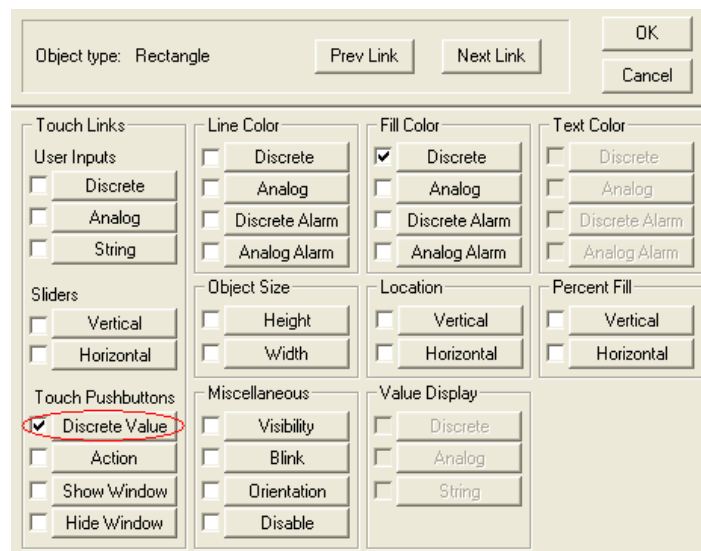 Object type: Rectangle
Prev Link
Next Link
OK
Cancel
Touch Links
User Inputs
Discrete
Analog
String
Sliders
Vertical
Horizontal
Touch Pushbuttons
Discrete Value
Action
Show Window
Hide Window
Line Color
Discrete
Analog
Discrete Alarm
Analog Alarm
Object Size
Height
Width
Miscellaneous
Visibility
Blink
Orientation
Disable
Fill Color
Discrete
Analog
Discrete Alarm
Analog Alarm
Location
Vertical
Horizontal
Value Display
Discrete
Analog
String
Text Color
Discrete
Analog
Discrete Alarm
Analog Alarm
Percent Fill
Vertical
Horizontal